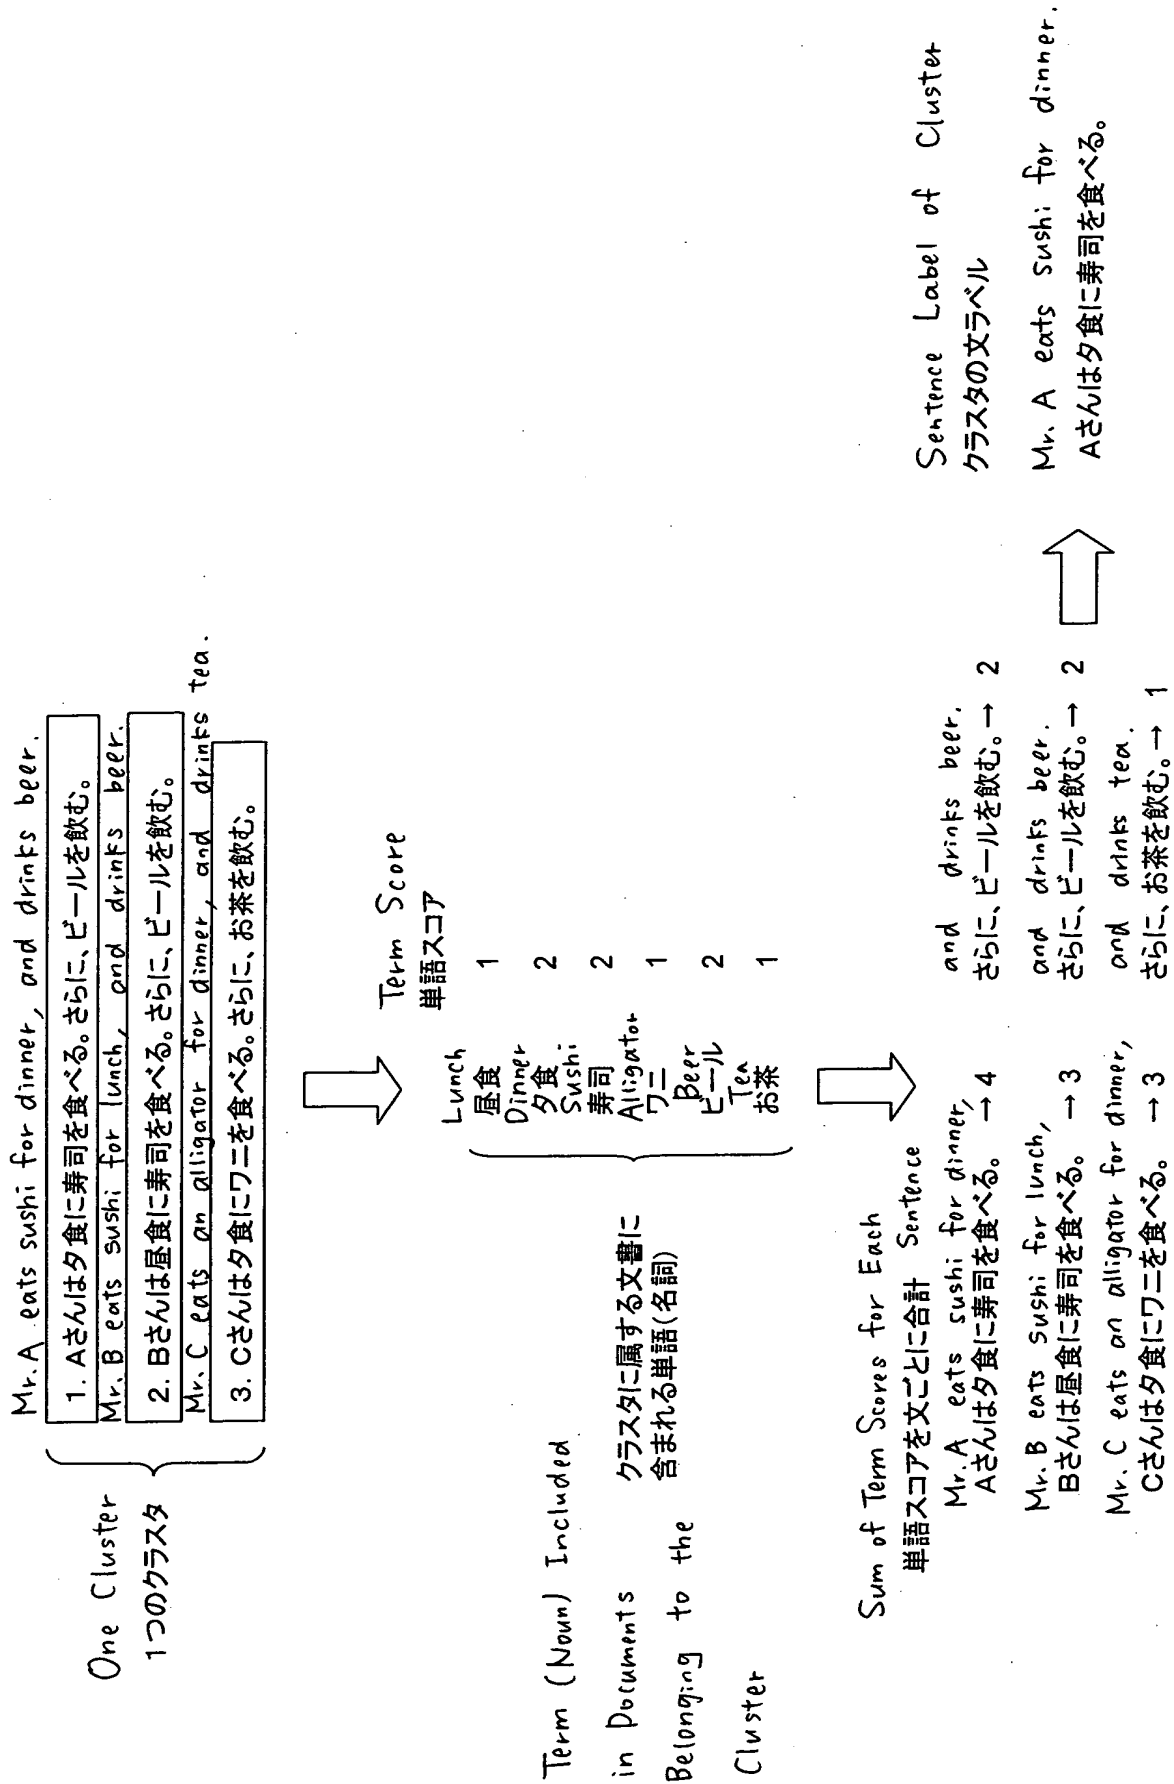 Mr. A eats sushi for dinner, and drinks beer.
1. Aさんは夕食に寿司を食べる。さらに、ビールを飲む。
Mr. B eats sushi for lunch, and drinks beer.
2. Bさんは昼食に寿司を食べる。さらに、ビールを飲む。
Mr. C eats an alligator for dinner, and drinks tea.
3. Cさんは夕食にワニを食べる。さらに、お茶を飲む。
One Cluster
1つのクラスタ
Term Score
単語スコア
Lunch
昼食 1
Dinner
夕食 2
Sushi
寿司 2
Alligator
ワニ 1
Beer
ビール 2
Tea
お茶 1
Term (Noun) Included
in Documents
Belonging to the
Cluster
クラスタに属する文書に
含まれる単語(名詞)
Sum of Term Scores for Each
単語スコアを文ごとに合計 Sentence
Mr. A eats sushi for dinner, and drinks beer.
Aさんは夕食に寿司を食べる。 →4 さらに、ビールを飲む。→ 2
Mr. B eats sushi for lunch, and drinks beer.
Bさんは昼食に寿司を食べる。 →3 さらに、ビールを飲む。→ 2
Mr. C eats an alligator for dinner, and drinks tea.
Cさんは夕食にワニを食べる。 →3 さらに、お茶を飲む。→ 1
Sentence Label of Cluster
クラスタの文ラベル
Mr. A eats sushi for dinner.
Aさんは夕食に寿司を食べる。